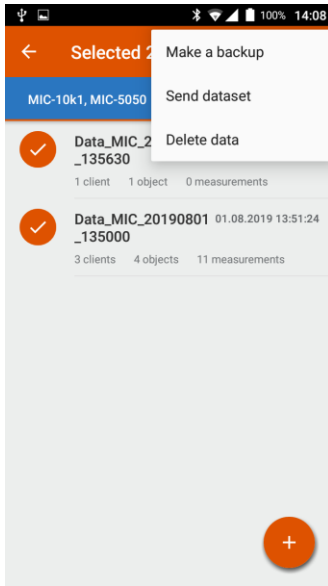 100% 14:08
Selected 2
Make a backup
MIC-10k1, MIC-5050
Send dataset
Delete data
Data_MIC_2
_135630
1 client 1 object 0 measurements
Data_MIC_20190801 01.08.2019 13:51:24
_135000
3 clients 4 objects 11 measurements